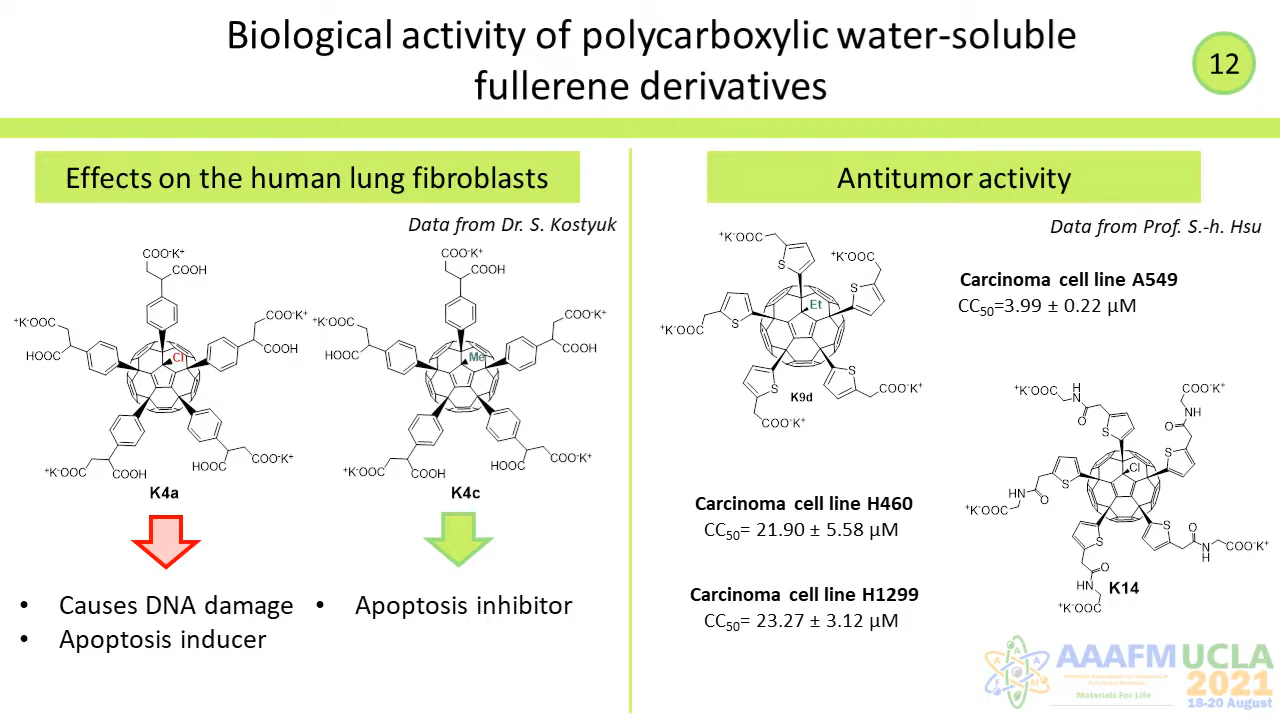 Biological activity of polycarboxylic water-soluble
fullerene derivatives
12
Effects on the human lung fibroblasts
Data from Dr. S. Kostyuk
COO⁻K⁺
COOH
⁺K⁻OOC
HOOC
COO⁻K⁺
COOH
Cl
⁺K⁻OOC
COOH
HOOC
COO⁻K⁺
K4a
COO⁻K⁺
COOH
⁺K⁻OOC
HOOC
COO⁻K⁺
COOH
Me
⁺K⁻OOC
COOH
HOOC
COO⁻K⁺
K4c
• Causes DNA damage
• Apoptosis inducer
• Apoptosis inhibitor
Antitumor activity
Data from Prof. S.-h. Hsu
⁺K⁻OOC
S
⁺K⁻OOC
S
Et
⁺K⁻OOC
S
S
S
COO⁻K⁺
COO⁻K⁺
K9d
Carcinoma cell line A549
CC₅₀=3.99 ± 0.22 µM
Carcinoma cell line H460
CC₅₀= 21.90 ± 5.58 µM
Carcinoma cell line H1299
CC₅₀= 23.27 ± 3.12 µM
⁺K⁻OOC
H
N
O
S
COO⁻K⁺
NH
O
S
Cl
⁺K⁻OOC
NH
O
S
S
O
N
H
COO⁻K⁺
S
O
HN
⁺K⁻OOC
K14
AAAFM UCLA
2021
Materials For Life
18-20 August